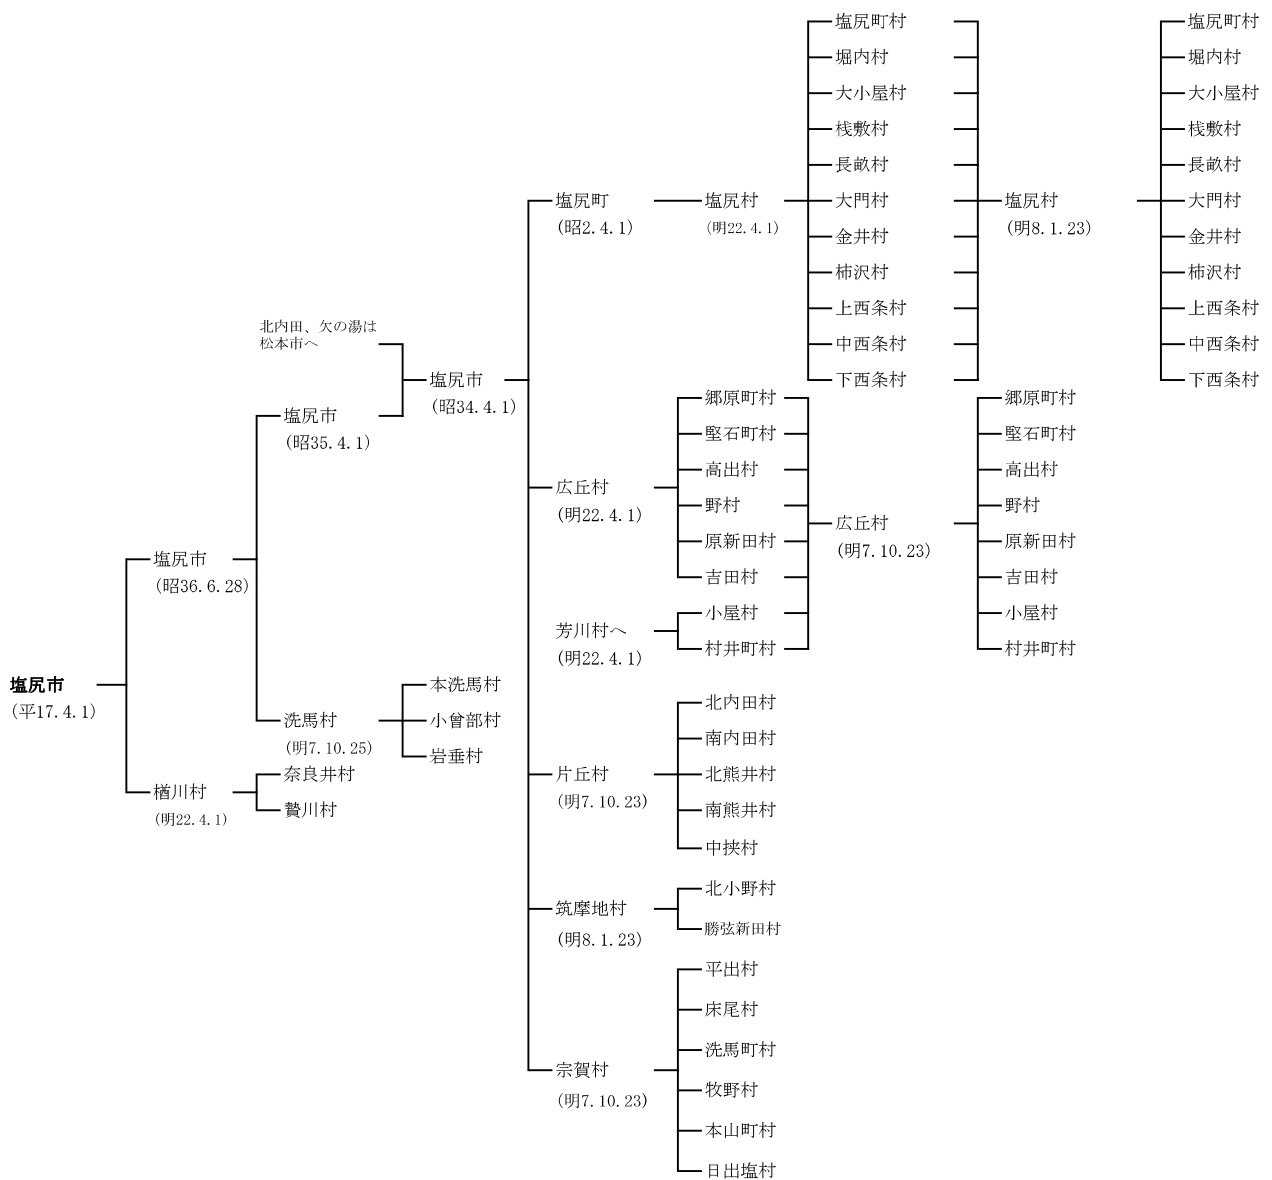 塩尻市
(平17.4.1)
塩尻市
(昭36.6.28)
楢川村
(明22.4.1)
北内田、欠の湯は
松本市へ
塩尻市
(昭35.4.1)
洗馬村
(明7.10.25)
奈良井村
贄川村
塩尻市
(昭34.4.1)
本洗馬村
小曾部村
岩垂村
塩尻町
(昭2.4.1)
広丘村
(明22.4.1)
芳川村へ
(明22.4.1)
片丘村
(明7.10.23)
筑摩地村
(明8.1.23)
宗賀村
(明7.10.23)
塩尻村
(明22.4.1)
郷原町村
堅石町村
高出村
野村
原新田村
吉田村
小屋村
村井町村
北内田村
南内田村
北熊井村
南熊井村
中挟村
北小野村
勝弦新田村
平出村
床尾村
洗馬町村
牧野村
本山町村
日出塩村
塩尻町村
堀内村
大小屋村
桟敷村
長畝村
大門村
金井村
柿沢村
上西条村
中西条村
下西条村
広丘村
(明7.10.23)
塩尻村
(明8.1.23)
郷原町村
堅石町村
高出村
野村
原新田村
吉田村
小屋村
村井町村
塩尻町村
堀内村
大小屋村
桟敷村
長畝村
大門村
金井村
柿沢村
上西条村
中西条村
下西条村